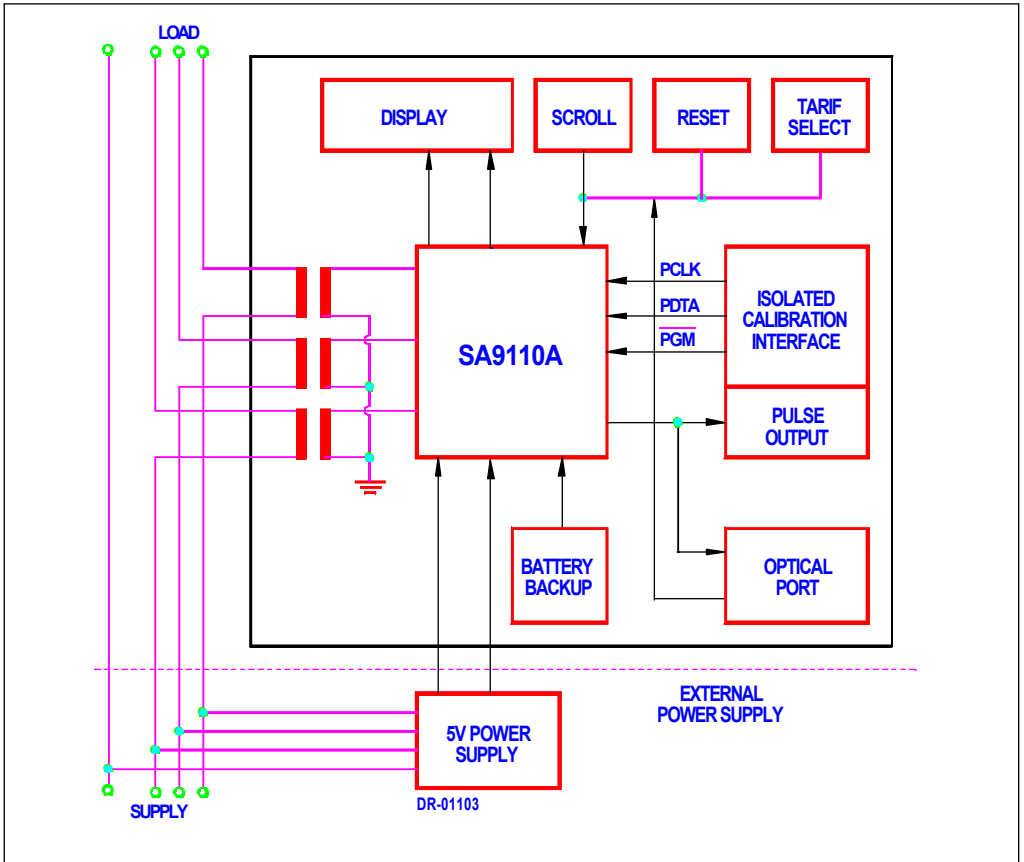 LOAD
DISPLAY
SCROLL
RESET
TARIF
SELECT
PCLK
PDTA
PGM
ISOLATED
CALIBRATION
INTERFACE
SA9110A
PULSE
OUTPUT
BATTERY
BACKUP
OPTICAL
PORT
EXTERNAL
POWER SUPPLY
5V POWER
SUPPLY
DR-01103
SUPPLY